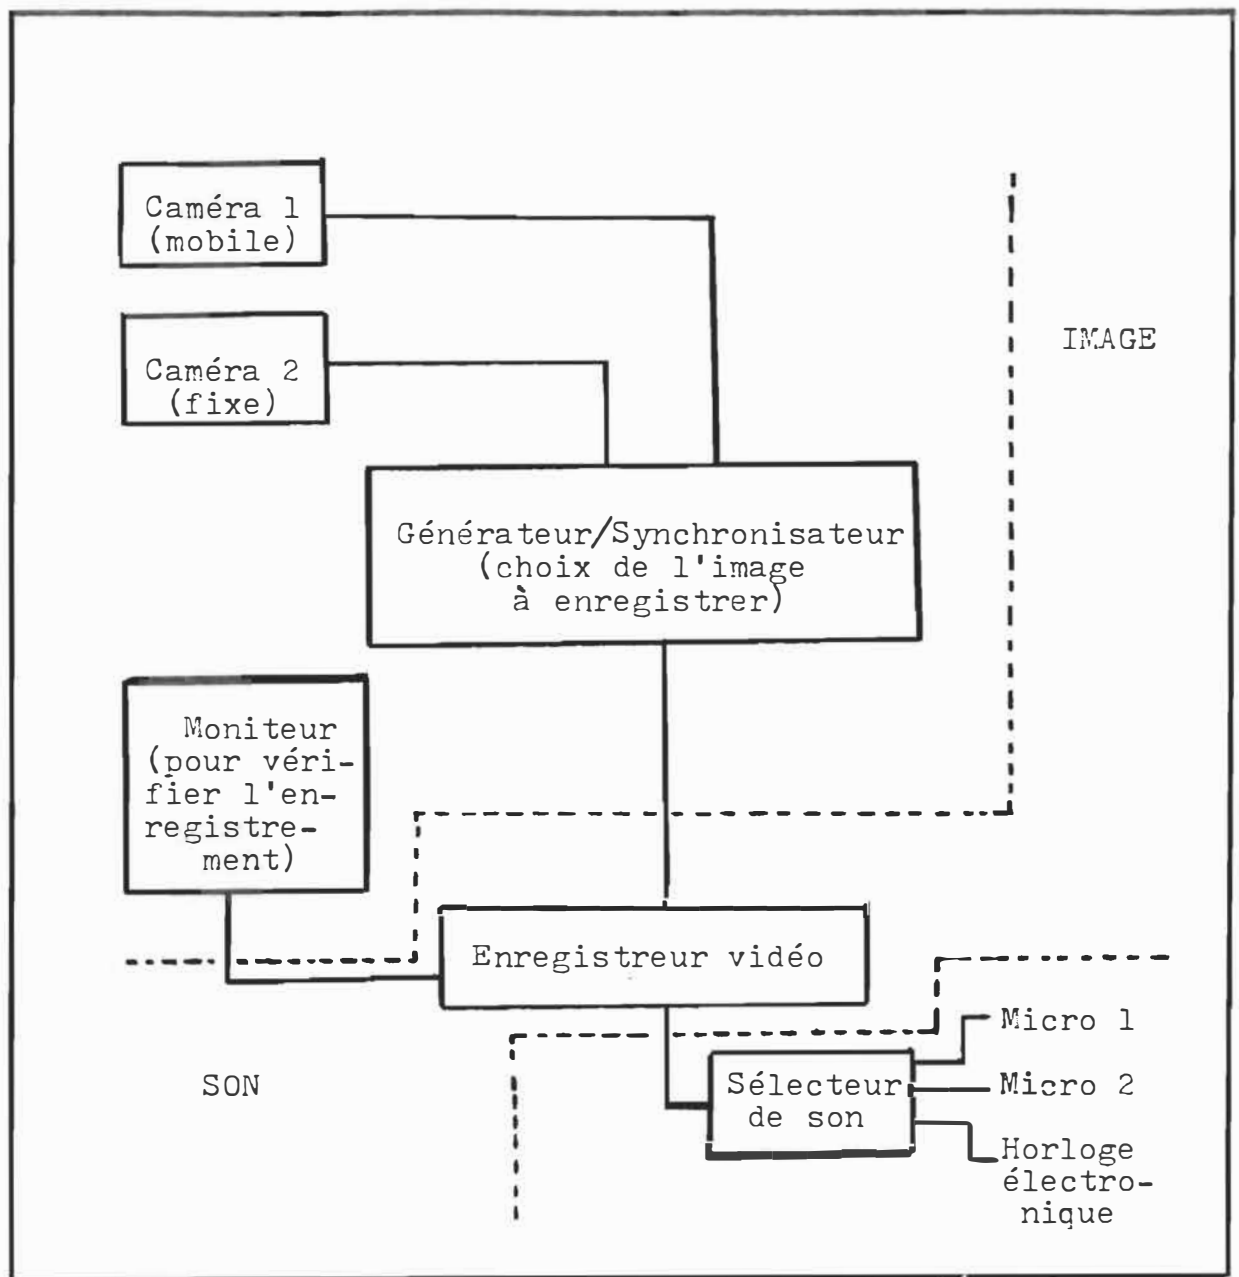 Caméra 1
(mobile)
IMAGE
Caméra 2
(fixe)
Générateur/Synchronisateur
(choix de l'image
à enregistrer)
Moniteur
(pour véri-
fier l'en-
registre-
ment)
Enregistreur vidéo
Micro 1
SON
Sélecteur
de son
Micro 2
Horloge
électro-
nique